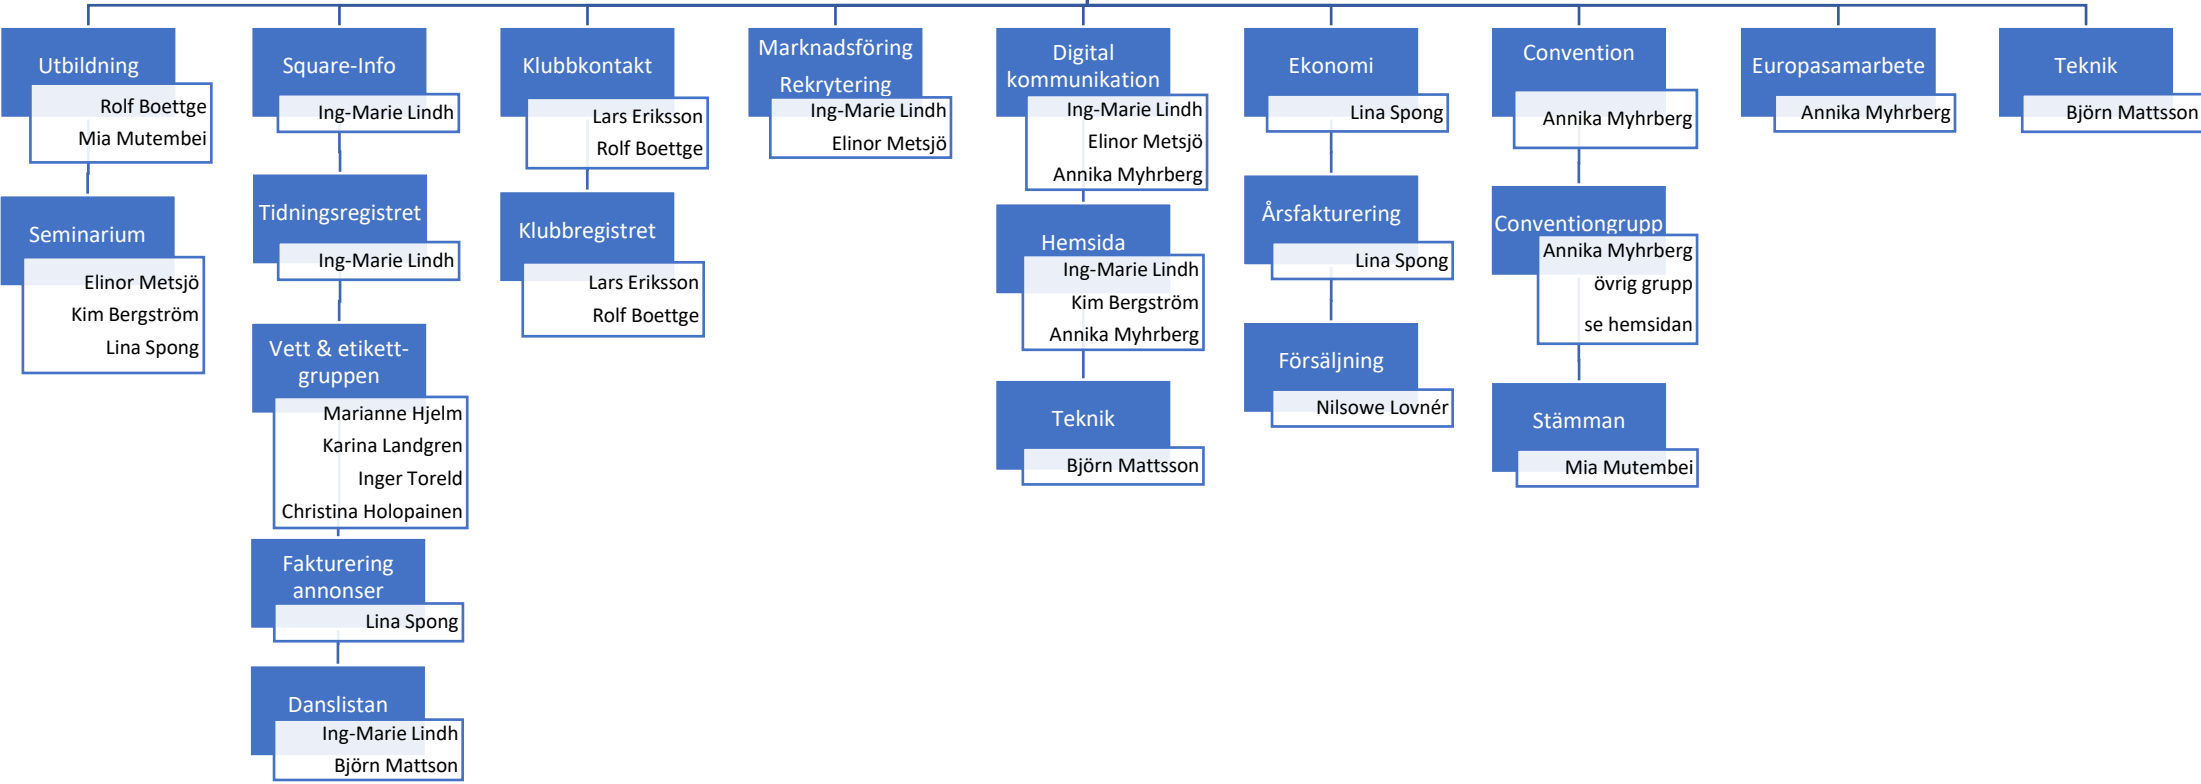 Utbildning
Rolf Boettge
Mia Mutembei
Seminarium
Elinor Metsjö
Kim Bergström
Lina Spong
Square-Info
Ing-Marie Lindh
Tidningsregistret
Ing-Marie Lindh
Vett & etikett-
gruppen
Marianne Hjelm
Karina Landgren
Inger Toreld
Christina Holopainen
Fakturering
annonser
Lina Spong
Danslistan
Ing-Marie Lindh
Björn Mattson
Klubbkontakt
Lars Eriksson
Rolf Boettge
Klubbregistret
Lars Eriksson
Rolf Boettge
Marknadsföring
Rekrytering
Ing-Marie Lindh
Elinor Metsjö
Digital
kommunikation
Ing-Marie Lindh
Elinor Metsjö
Annika Myhrberg
Hemsida
Ing-Marie Lindh
Kim Bergström
Annika Myhrberg
Teknik
Björn Mattsson
Ekonomi
Lina Spong
Årsfakturering
Lina Spong
Försäljning
Nilsowe Lovnér
Convention
Annika Myhrberg
Conventiongrupp
Annika Myhrberg
övrig grupp
se hemsidan
Stämman
Mia Mutembei
Europasamarbete
Annika Myhrberg
Teknik
Björn Mattsson